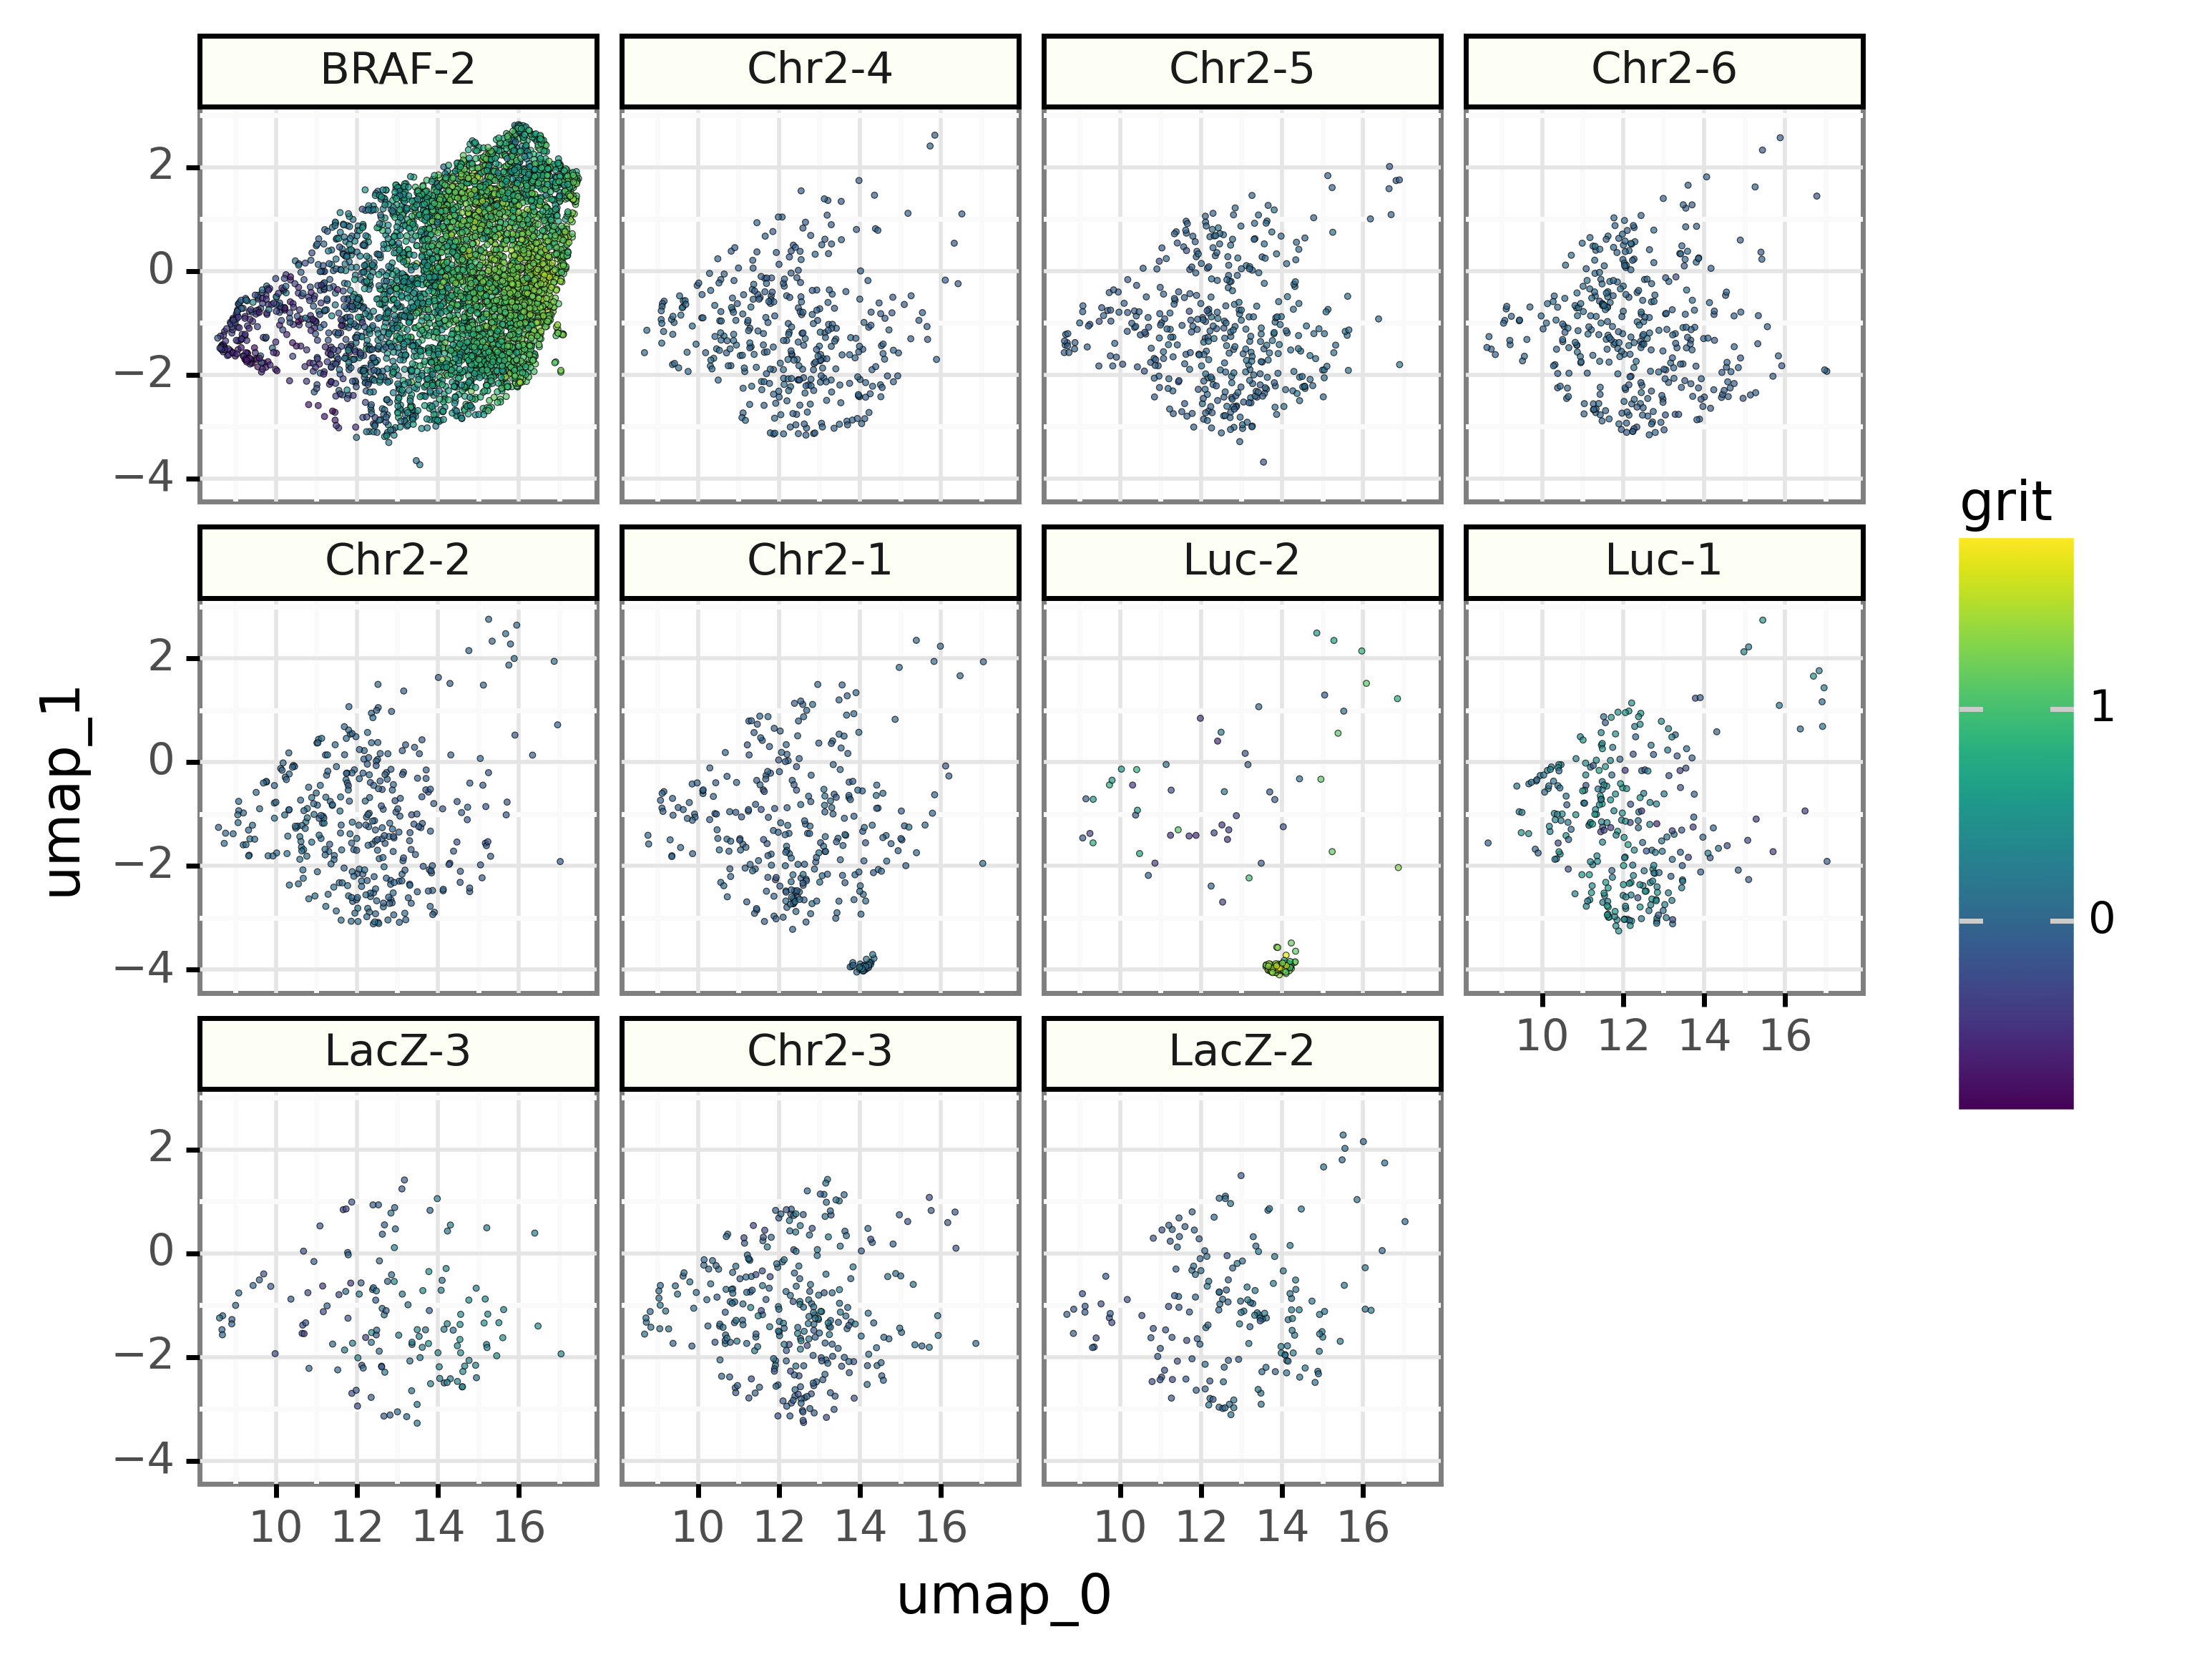 BRAF-2 Chr2-4 Chr2-5 Chr2-6
2
0
−2
−4
Chr2-2 Chr2-1 Luc-2 Luc-1
2
0
−2
−4
10 12 14 16
LacZ-3 Chr2-3 LacZ-2
2
0
−2
−4
10 12 14 16 10 12 14 16 10 12 14 16
umap_0
umap_1
grit
1
0